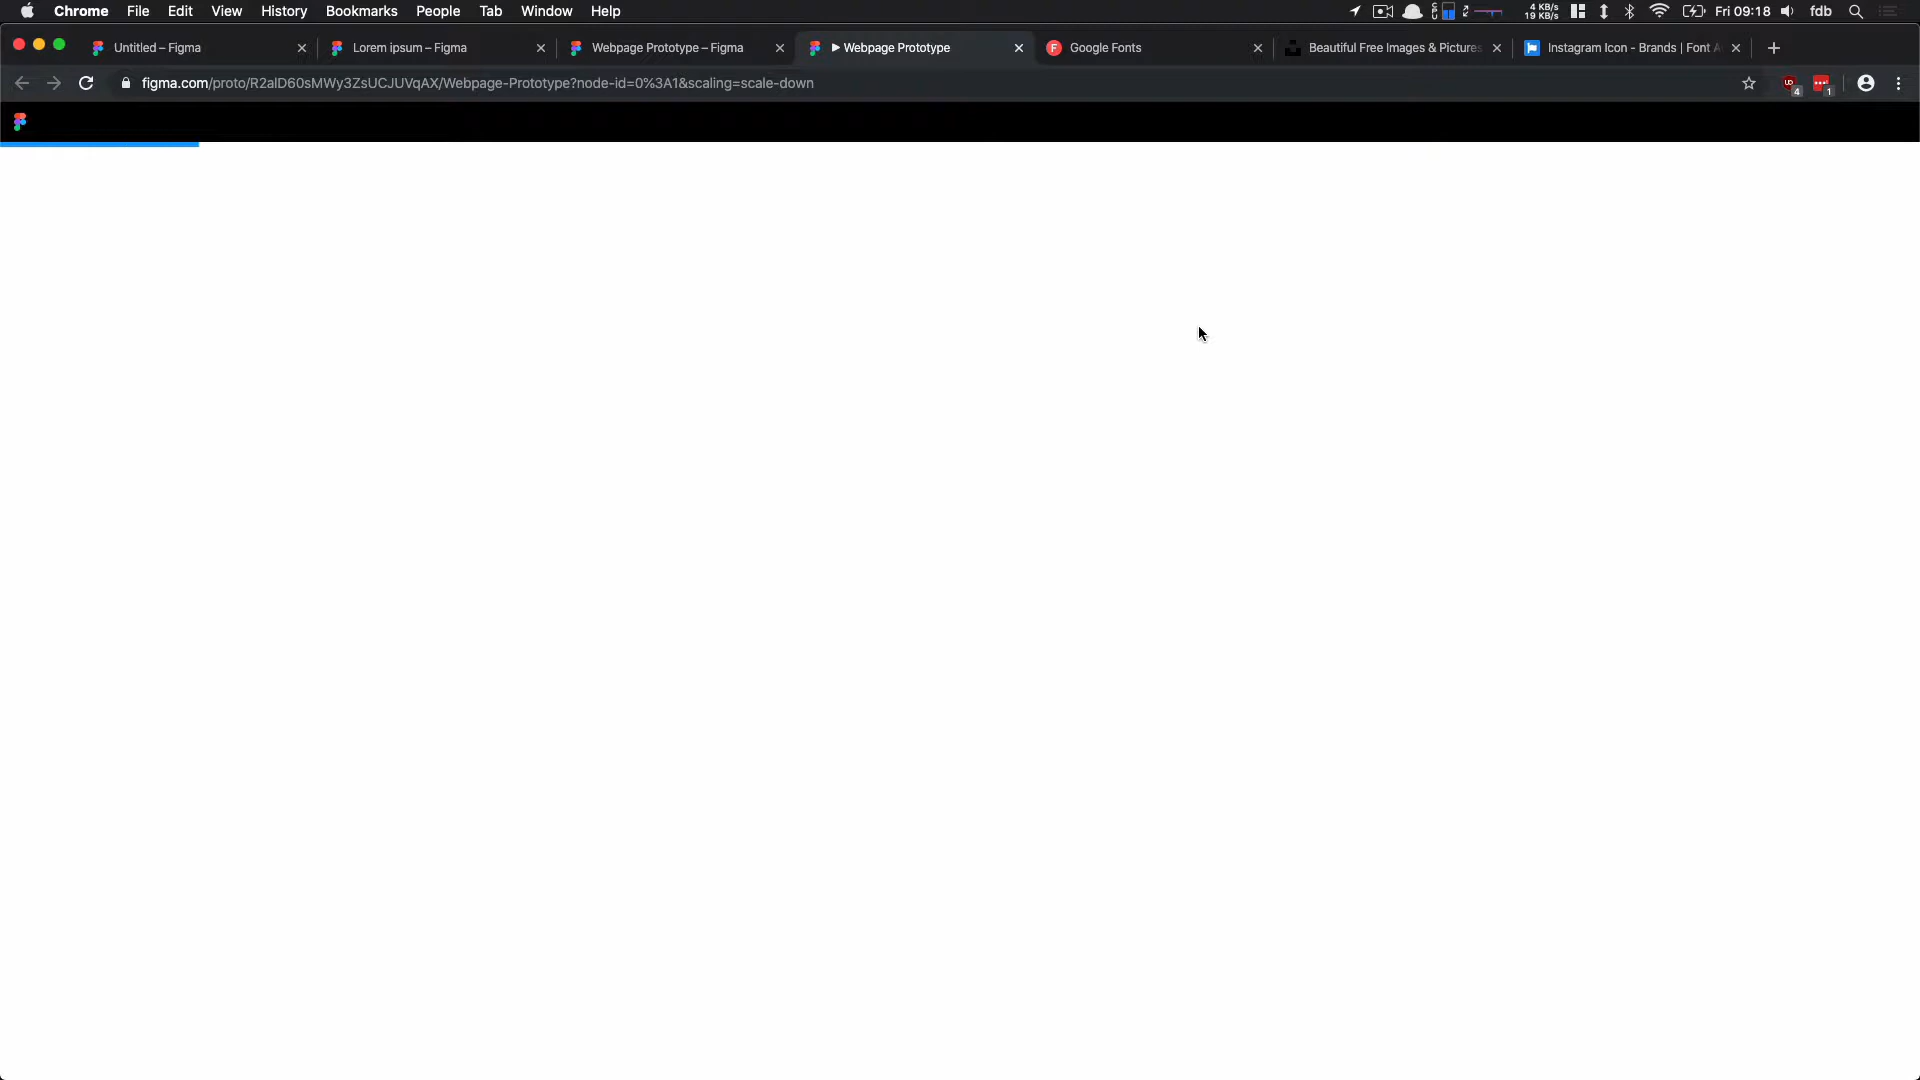 Chrome File Edit View History Bookmarks People Tab Window Help 4 KB/s 19 KB/s Fri 09:18 fdb
Untitled – Figma Lorem ipsum – Figma Webpage Prototype – Figma ▶ Webpage Prototype Google Fonts Beautiful Free Images & Pictures Instagram Icon - Brands | Font A
figma.com/proto/R2alD60sMWy3ZsUCJUVqAX/Webpage-Prototype?node-id=0%3A1&scaling=scale-down 4 1